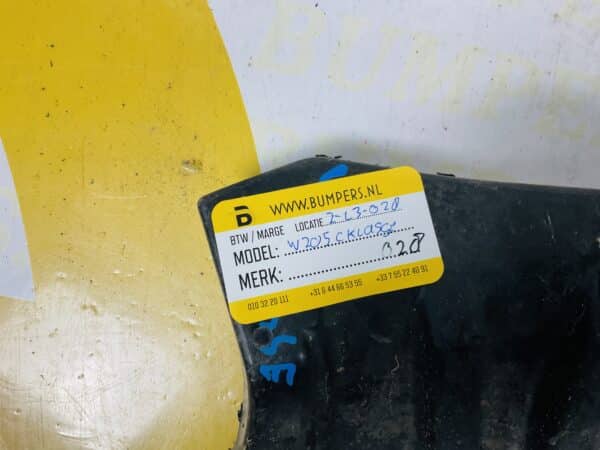 BUMPERS
B WWW.BUMPERS.NL
BTW / MARGE LOCATIE 2-L3-028
MODEL: W205 C Klasse
MERK: 028
010 32 20 111 +31 6 44 66 53 55 +33 7 55 22 40 91